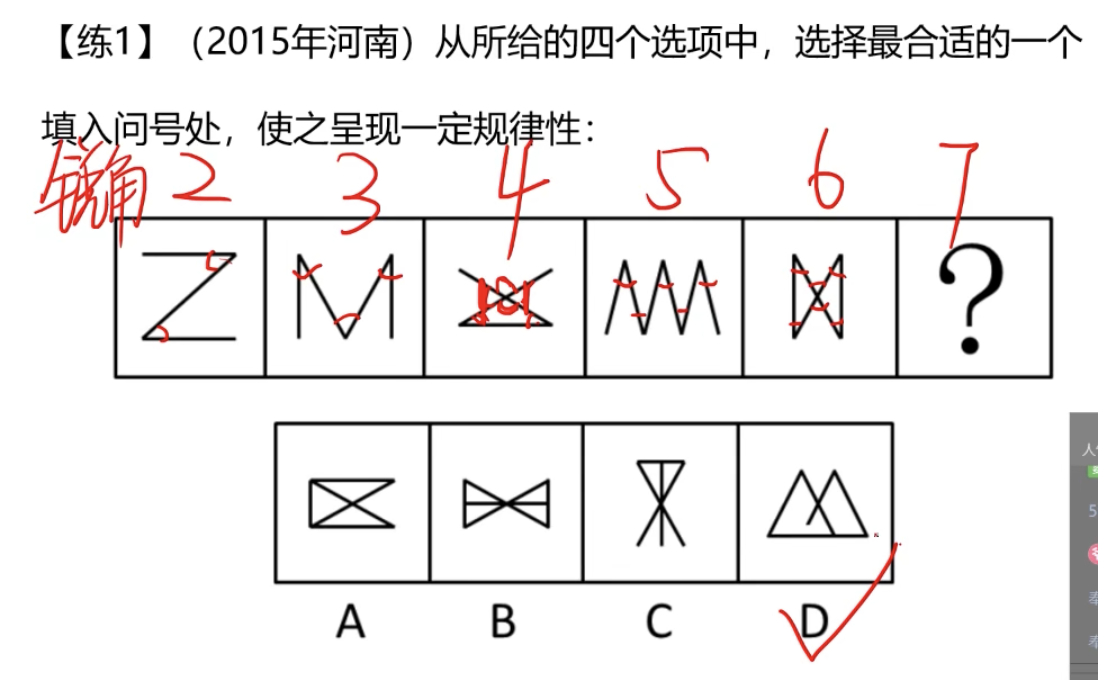 【练1】（2015年河南）从所给的四个选项中，选择最合适的一个
填入问号处，使之呈现一定规律性：
锐角 2 3 4 5 6 7
?
A B C D